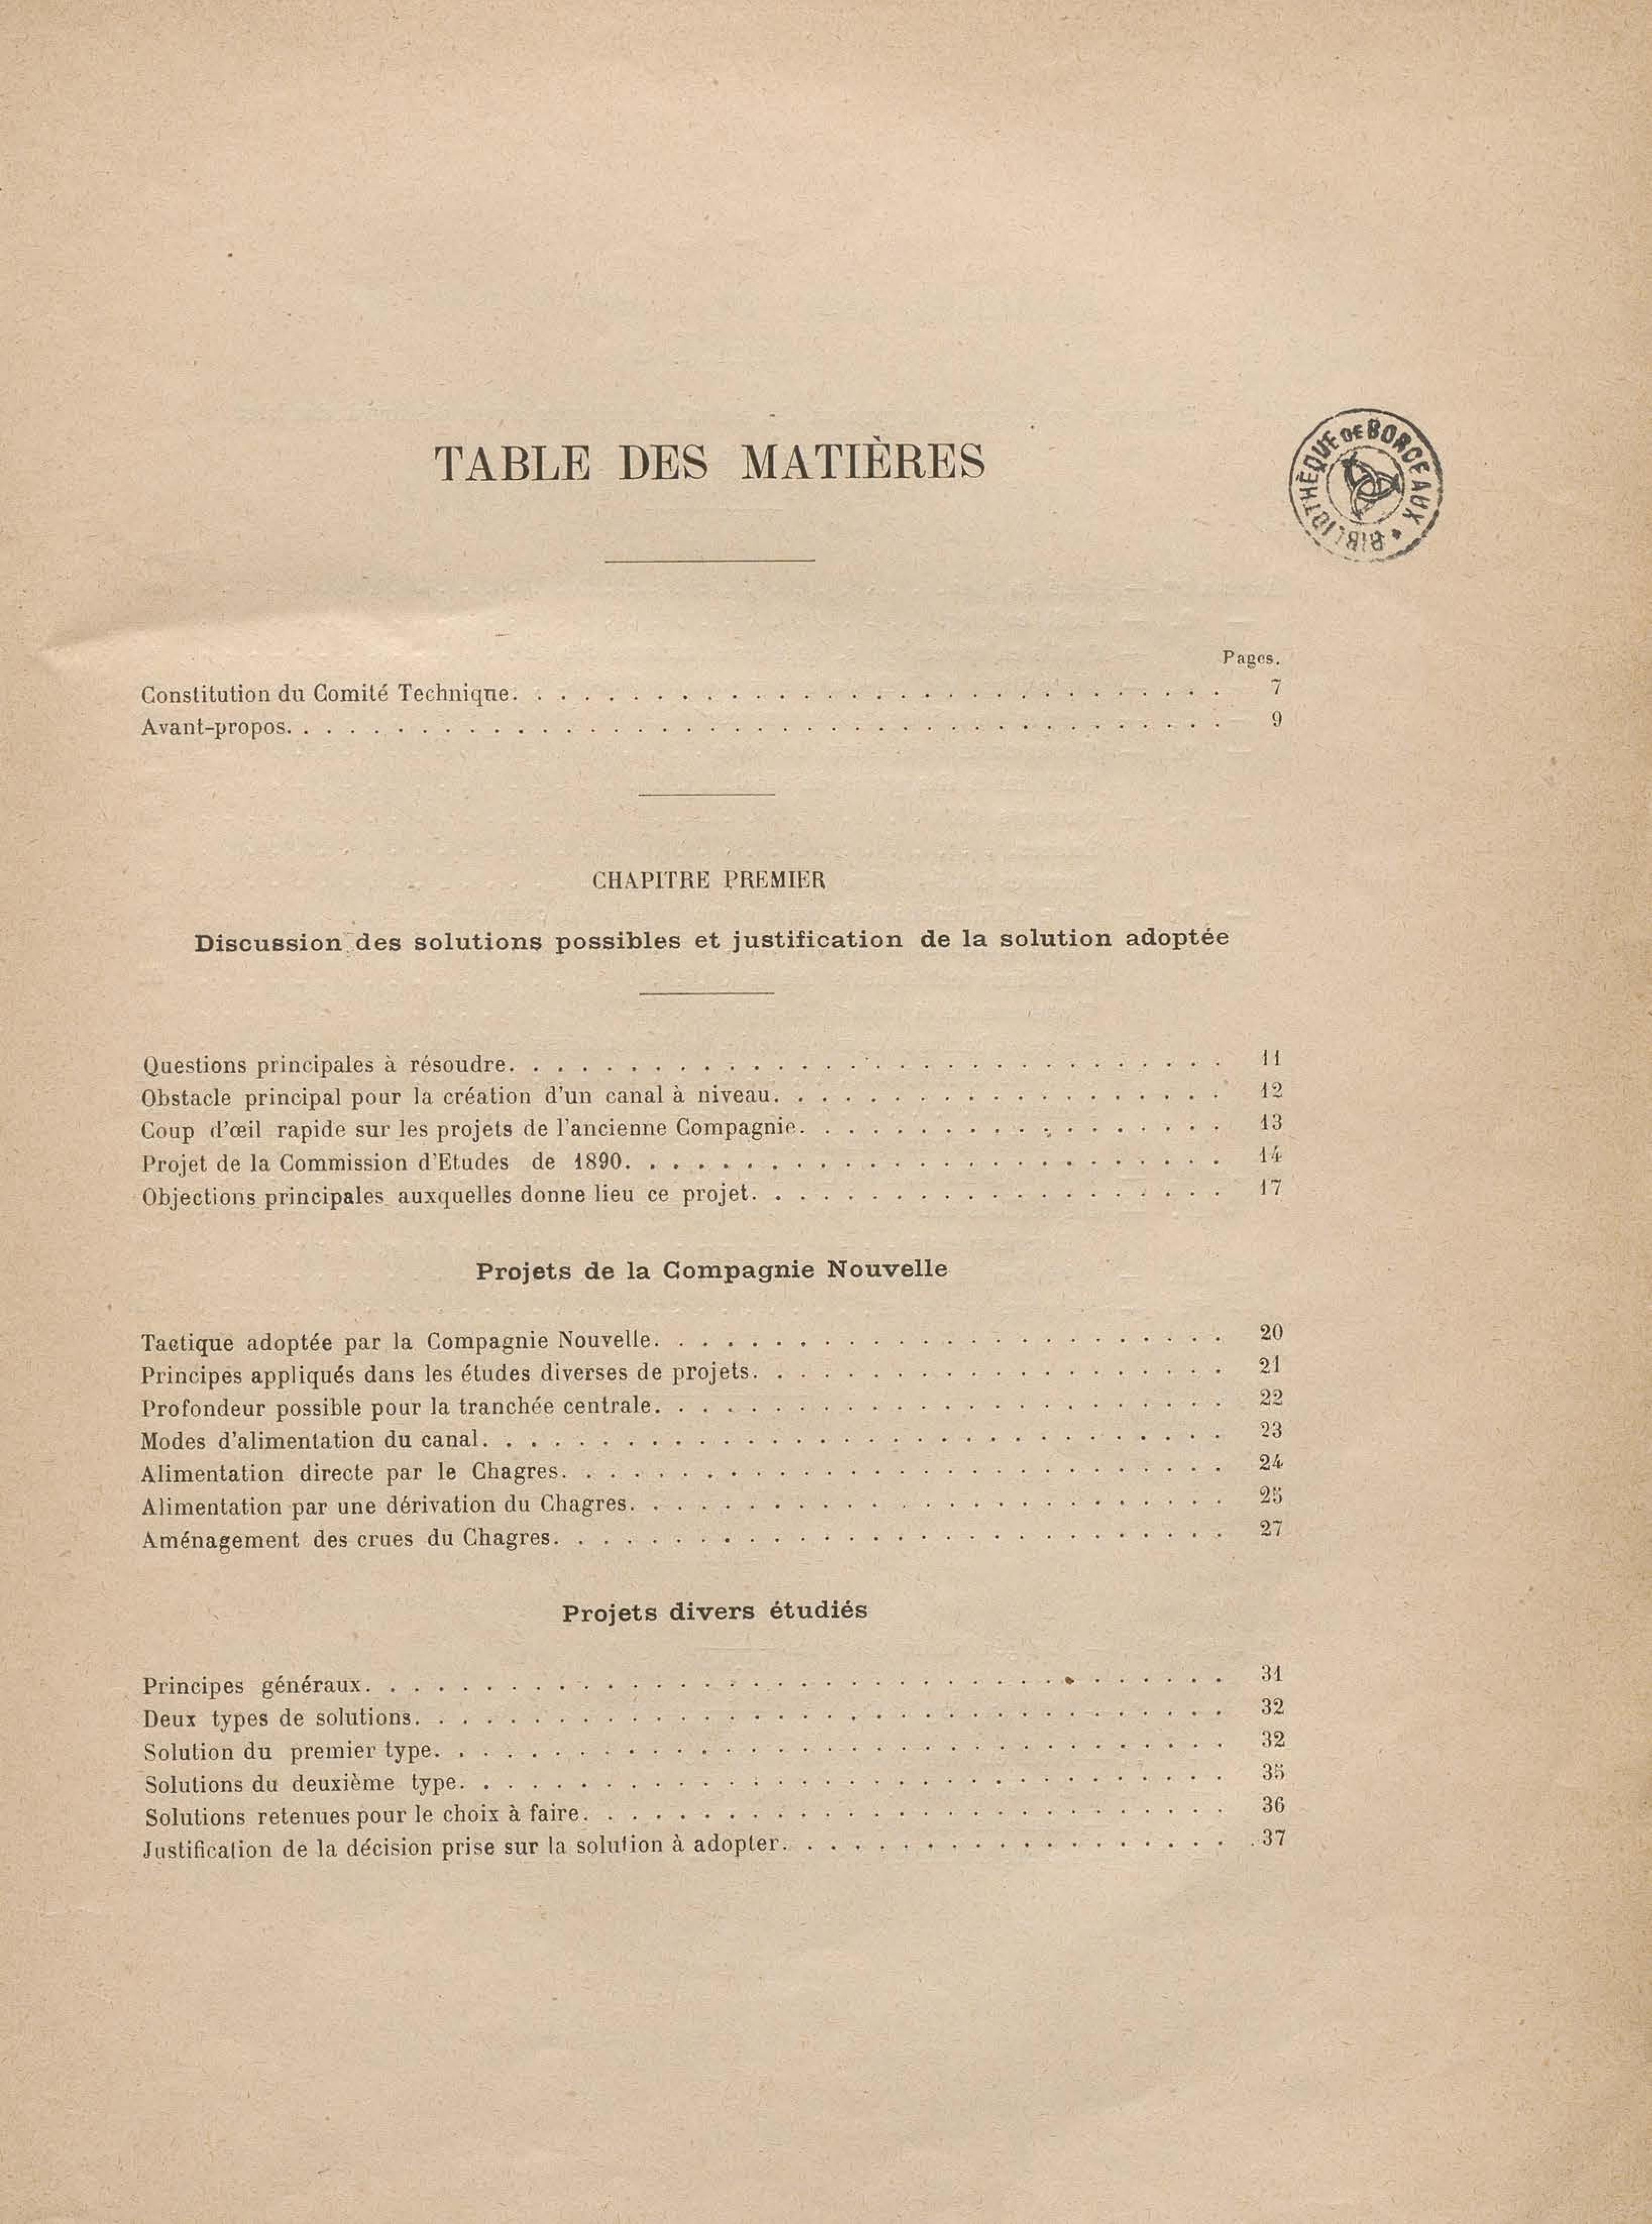 TABLE DES MATIÈRES
BIBLIOTHÈQUE DE BORDEAUX
Pages.
Constitution du Comité Technique. . . . . . . . . . . . . . . . . . . . 7
Avant-propos. . . . . . . . . . . . . . . . . . . . 9
CHAPITRE PREMIER
Discussion des solutions possibles et justification de la solution adoptée
Questions principales à résoudre. . . . . . . . . . . . . . . . . . . . 11
Obstacle principal pour la création d'un canal à niveau. . . . . . . . . . . . . . . . . . . . 12
Coup d'œil rapide sur les projets de l'ancienne Compagnie. . . . . . . . . . . . . . . . . . . . 13
Projet de la Commission d'Etudes de 1890. . . . . . . . . . . . . . . . . . . . 14
Objections principales auxquelles donne lieu ce projet. . . . . . . . . . . . . . . . . . . . 17
Projets de la Compagnie Nouvelle
Tactique adoptée par la Compagnie Nouvelle. . . . . . . . . . . . . . . . . . . . 20
Principes appliqués dans les études diverses de projets. . . . . . . . . . . . . . . . . . . . 21
Profondeur possible pour la tranchée centrale. . . . . . . . . . . . . . . . . . . . 22
Modes d'alimentation du canal. . . . . . . . . . . . . . . . . . . . 23
Alimentation directe par le Chagres. . . . . . . . . . . . . . . . . . . . 24
Alimentation par une dérivation du Chagres. . . . . . . . . . . . . . . . . . . . 25
Aménagement des crues du Chagres. . . . . . . . . . . . . . . . . . . . 27
Projets divers étudiés
Principes généraux. . . . . . . . . . . . . . . . . . . . 31
Deux types de solutions. . . . . . . . . . . . . . . . . . . . 32
Solution du premier type. . . . . . . . . . . . . . . . . . . . 32
Solutions du deuxième type. . . . . . . . . . . . . . . . . . . . 35
Solutions retenues pour le choix à faire. . . . . . . . . . . . . . . . . . . . 36
Justification de la décision prise sur la solution à adopter. . . . . . . . . . . . . . . . . . . . 37